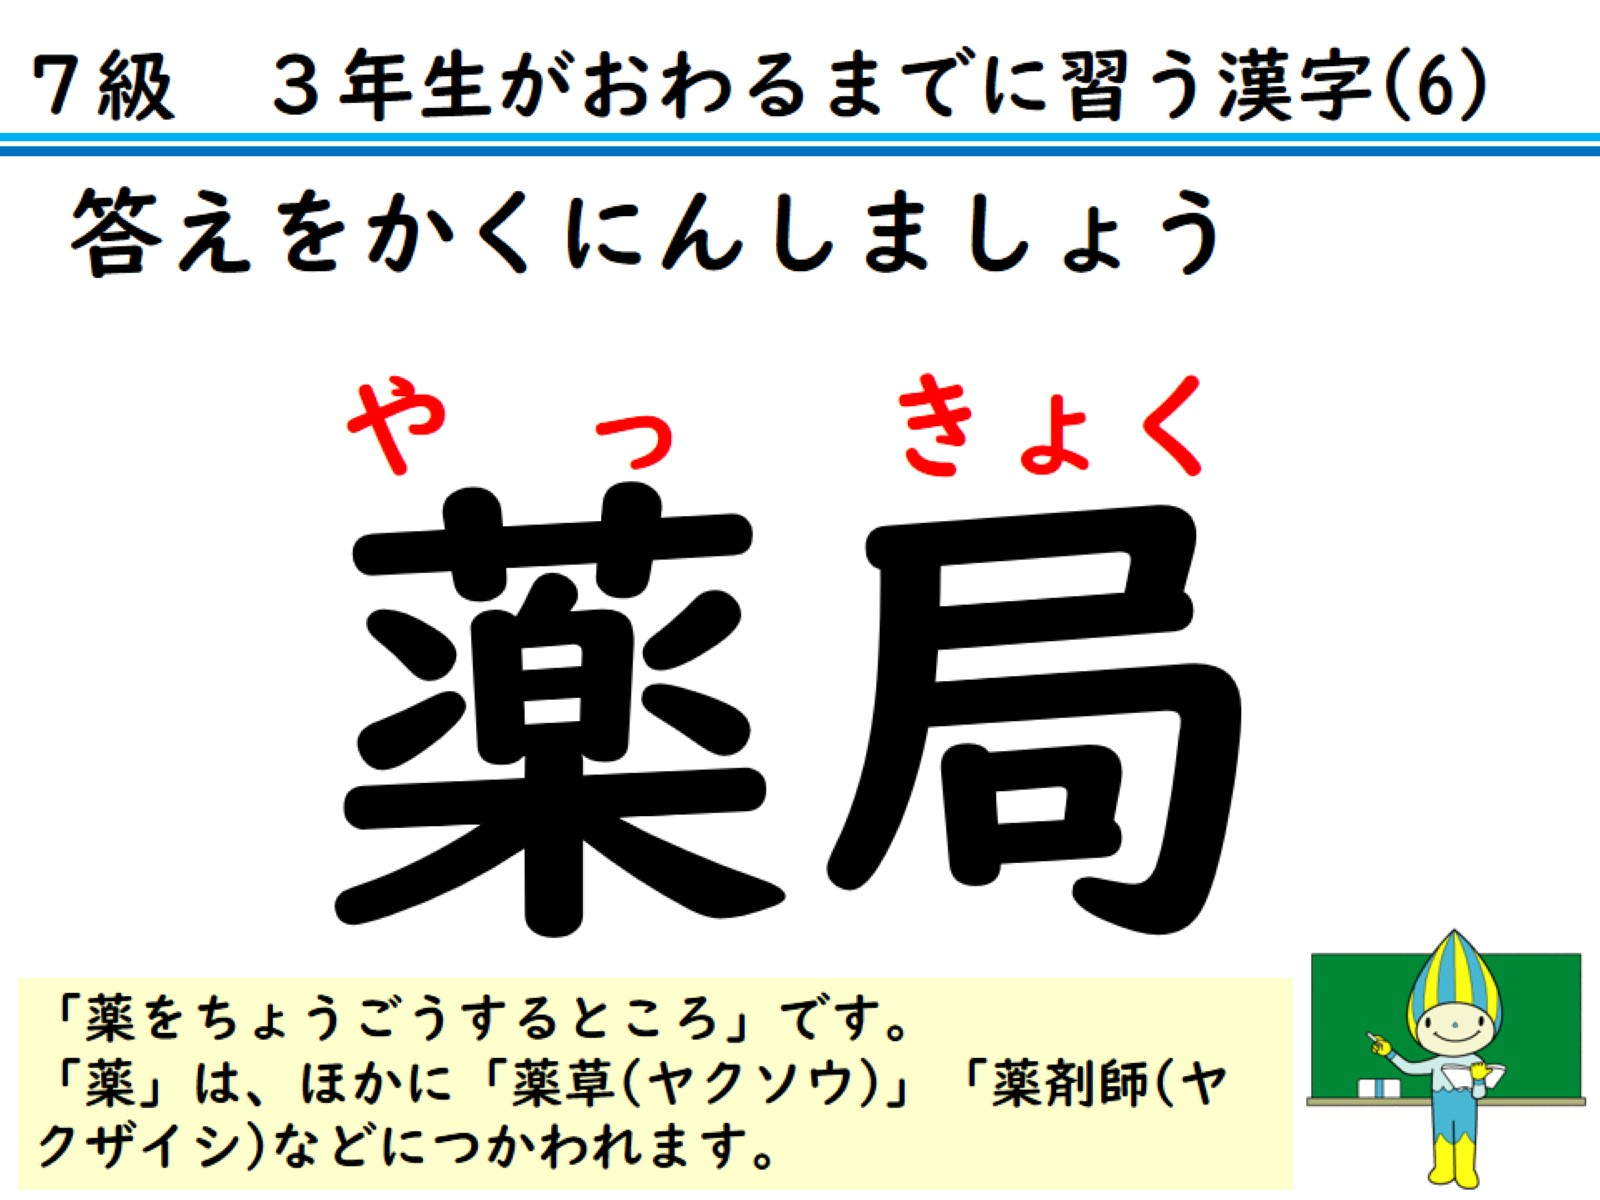 ７級　３年生がおわるまでに習う漢字(6)
答えをかくにんしましょう
やっ　きょく
薬局
「薬をちょうごうするところ」です。
「薬」は、ほかに「薬草(ヤクソウ)」「薬剤師(ヤ
クザイシ)などにつかわれます。